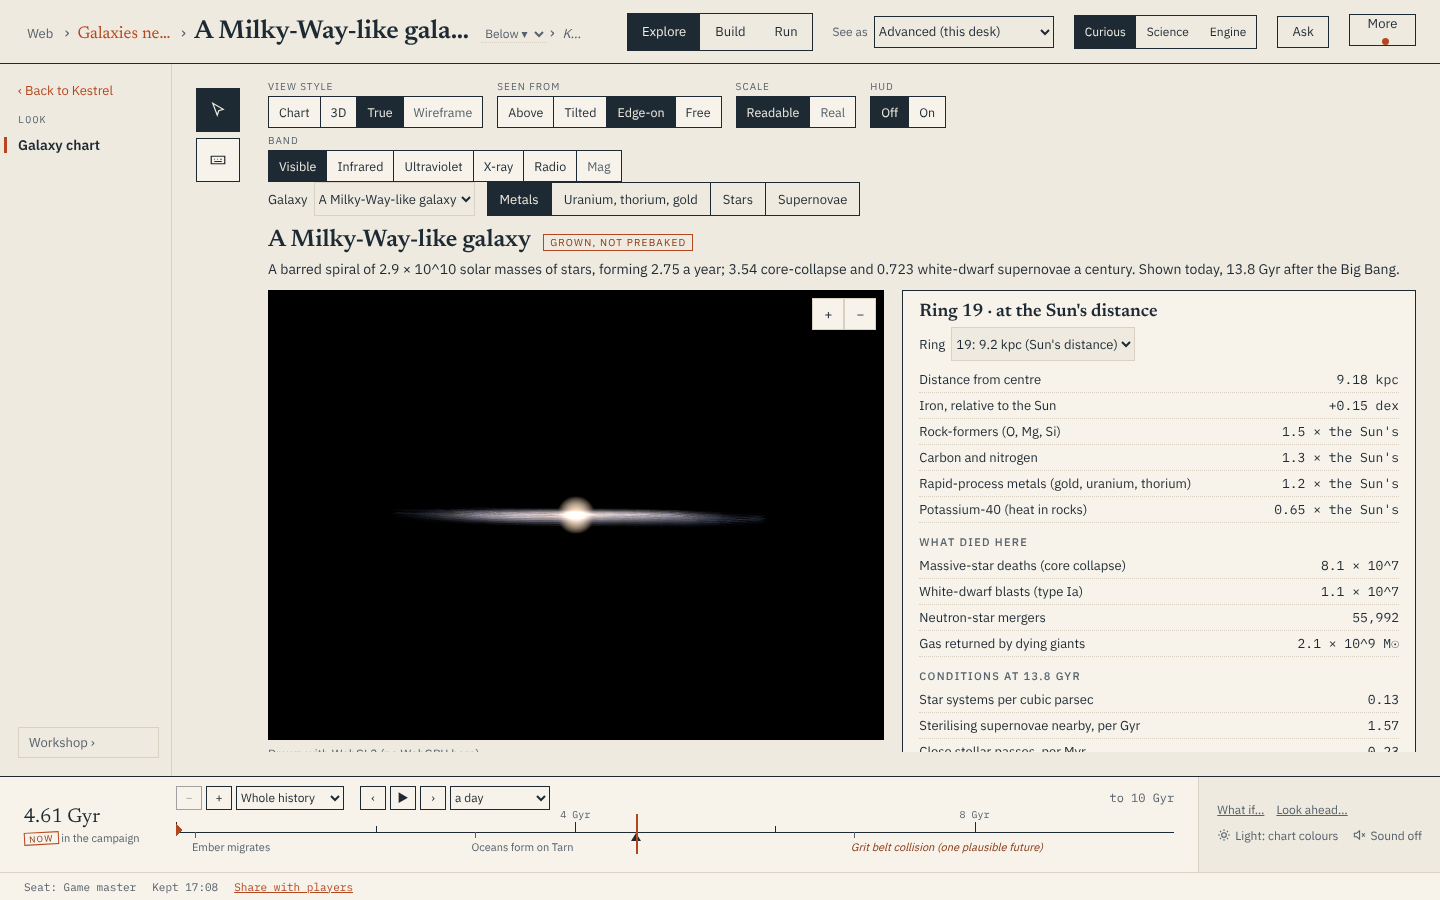 Web › Galaxies ne... › A Milky-Way-like gala... Below ▾ › K...
Explore Build Run See as Advanced (this desk) Curious Science Engine Ask More
‹ Back to Kestrel
LOOK
Galaxy chart
VIEW STYLE SEEN FROM SCALE HUD
Chart 3D True Wireframe Above Tilted Edge-on Free Readable Real Off On
BAND
Visible Infrared Ultraviolet X-ray Radio Mag
Galaxy A Milky-Way-like galaxy Metals Uranium, thorium, gold Stars Supernovae
A Milky-Way-like galaxy GROWN, NOT PREBAKED
A barred spiral of 2.9 × 10^10 solar masses of stars, forming 2.75 a year; 3.54 core-collapse and 0.723 white-dwarf supernovae a century. Shown today, 13.8 Gyr after the Big Bang.
+ −
Ring 19 · at the Sun's distance
Ring 19: 9.2 kpc (Sun's distance)
Distance from centre 9.18 kpc
Iron, relative to the Sun +0.15 dex
Rock-formers (O, Mg, Si) 1.5 × the Sun's
Carbon and nitrogen 1.3 × the Sun's
Rapid-process metals (gold, uranium, thorium) 1.2 × the Sun's
Potassium-40 (heat in rocks) 0.65 × the Sun's
WHAT DIED HERE
Massive-star deaths (core collapse) 8.1 × 10^7
White-dwarf blasts (type Ia) 1.1 × 10^7
Neutron-star mergers 55,992
Gas returned by dying giants 2.1 × 10^9 M☉
CONDITIONS AT 13.8 GYR
Star systems per cubic parsec 0.13
Sterilising supernovae nearby, per Gyr 1.57
Close stellar passes, per Myr 0.23
Workshop ›
4.61 Gyr
NOW in the campaign
− + Whole history ‹ ▶ › a day to 10 Gyr
4 Gyr 8 Gyr
Ember migrates Oceans form on Tarn Grit belt collision (one plausible future)
What if... Look ahead...
Light: chart colours Sound off
Seat: Game master Kept 17:08 Share with players